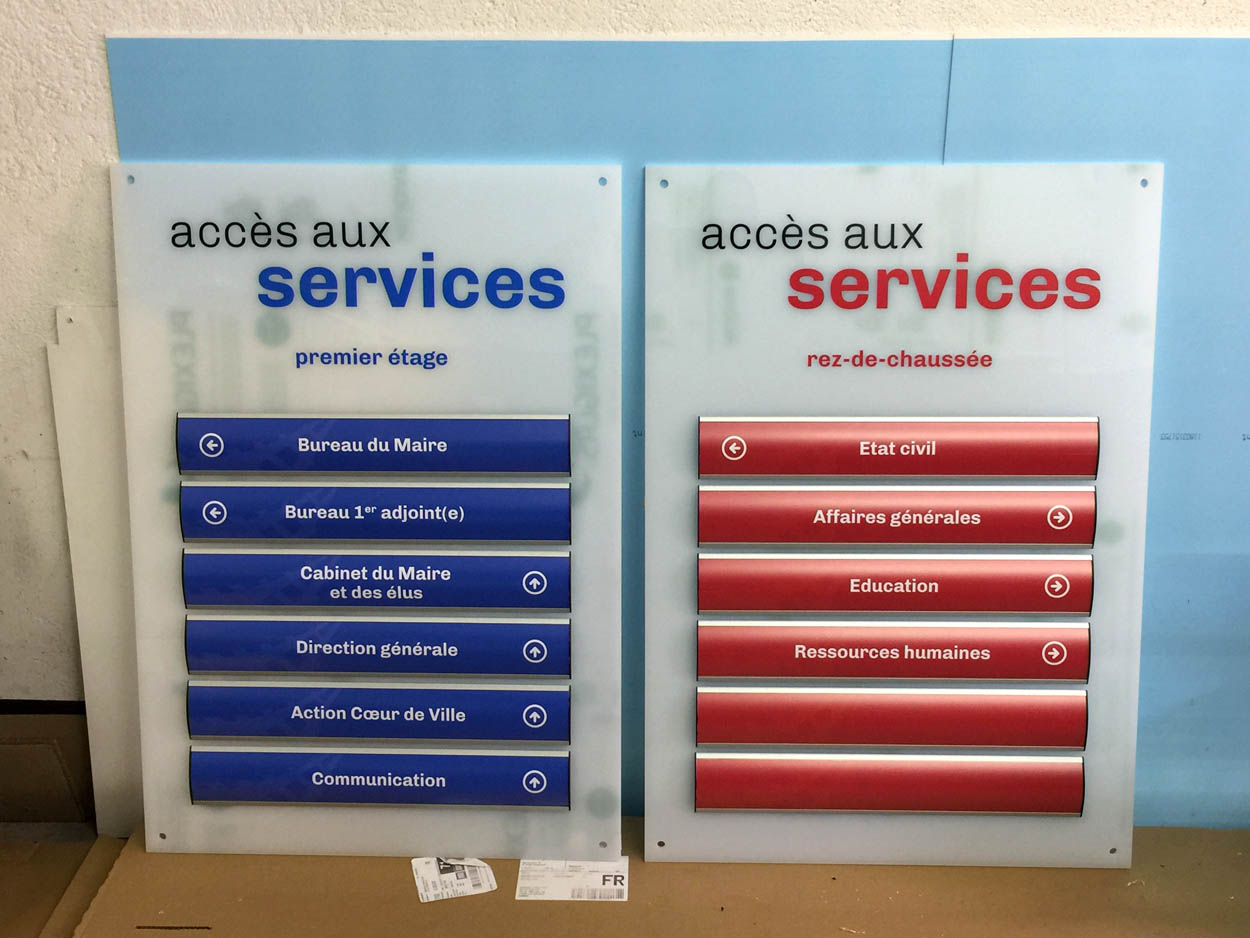 accès aux
services
premier étage
Bureau du Maire
Bureau 1er adjoint(e)
Cabinet du Maire
et des élus
Direction générale
Action Cœur de Ville
Communication
accès aux
services
rez-de-chaussée
Etat civil
Affaires générales
Education
Ressources humaines
FR